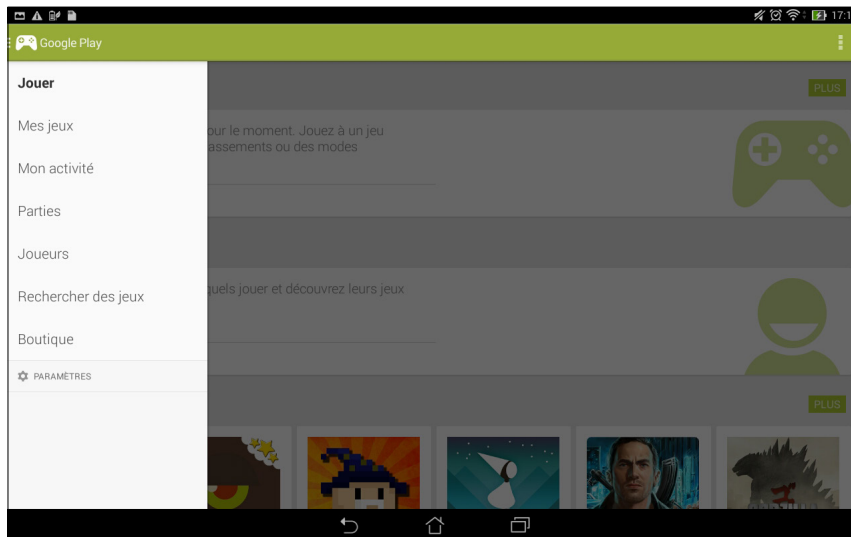 17:1
Google Play
Jouer
Mes jeux
Mon activité
Parties
Joueurs
Rechercher des jeux
Boutique
PARAMÈTRES
PLUS
our le moment. Jouez à un jeu
assements ou des modes
quels jouer et découvrez leurs jeux
PLUS